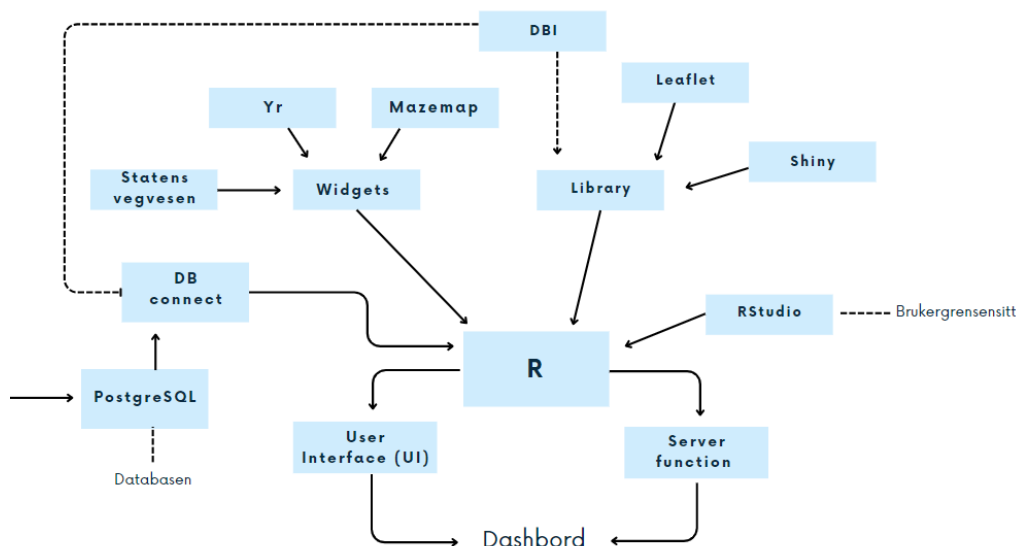 DBI
Leaflet
Yr
Mazemap
Shiny
Statens
vegvesen
Widgets
Library
DB
connect
RStudio
Brukergrensensitt
R
PostgreSQL
User
Interface (UI)
Server
function
Databasen
Dashbord